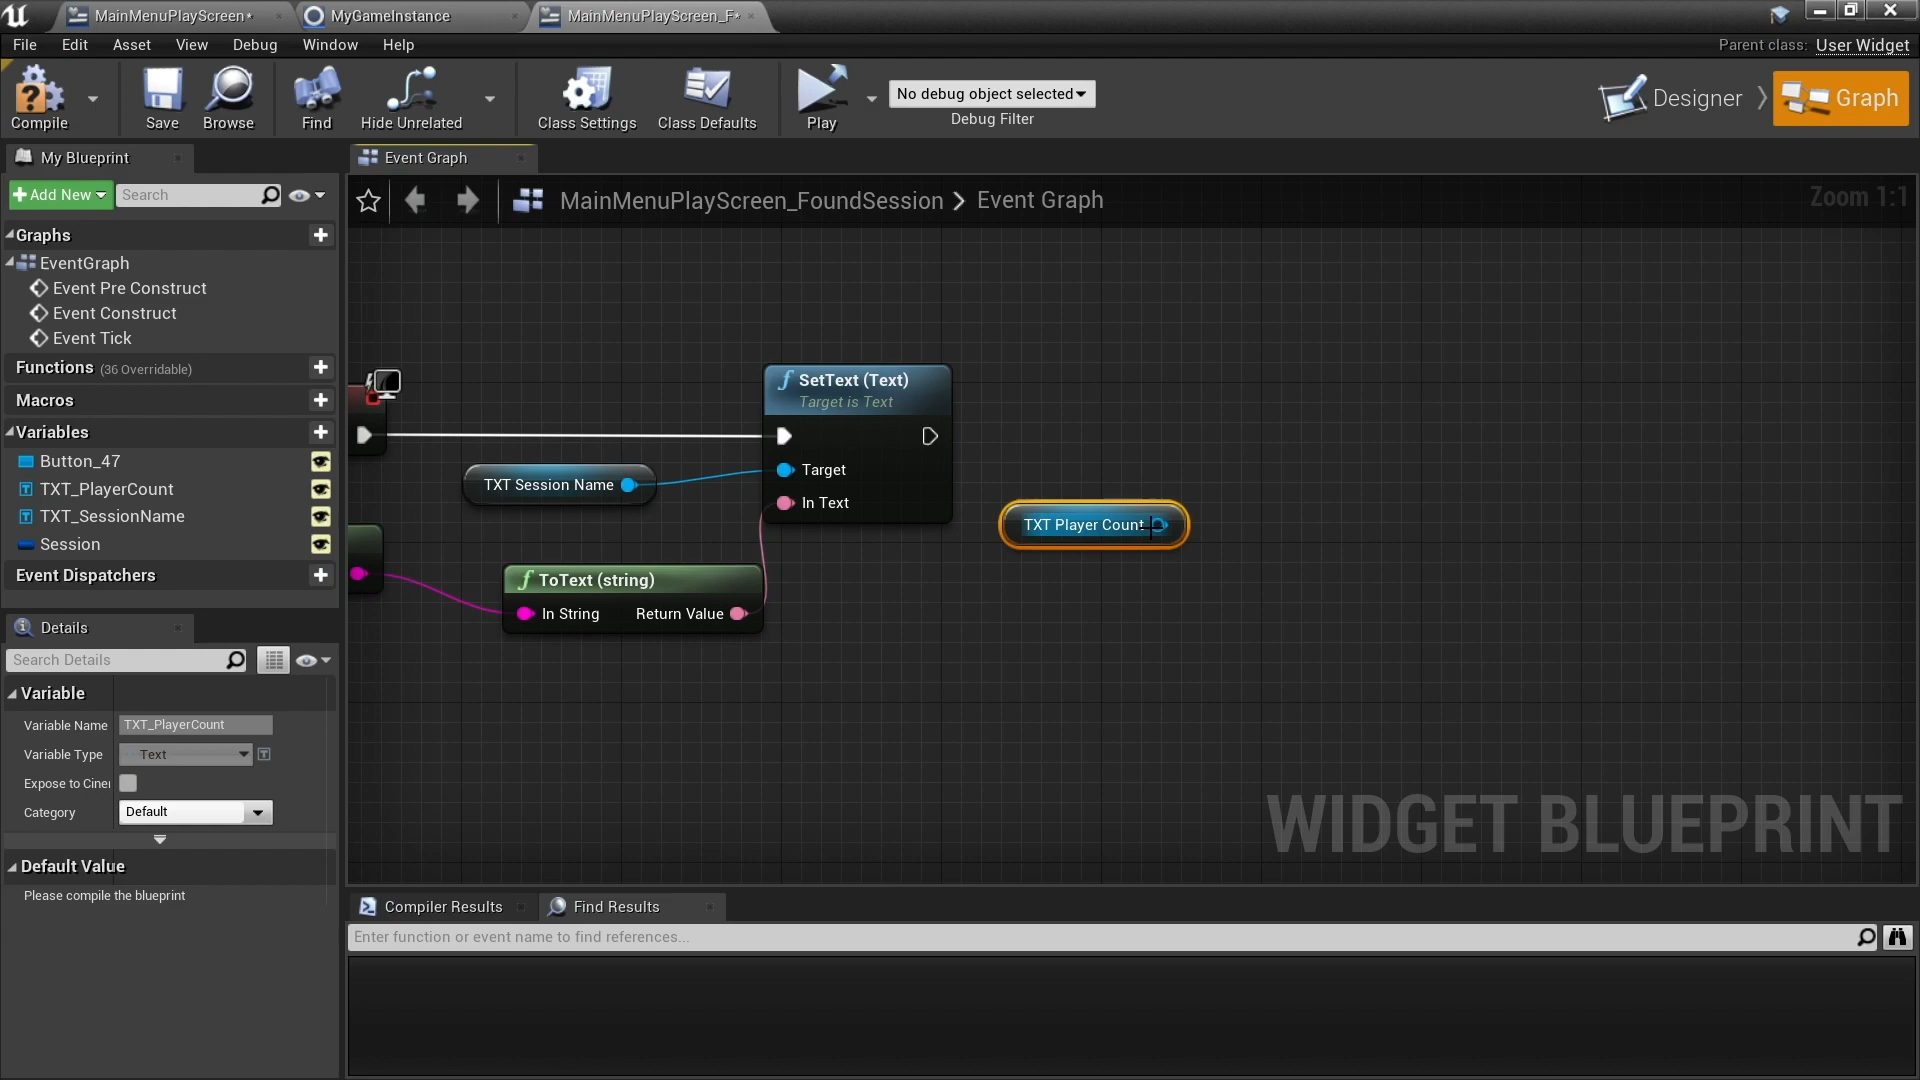 MainMenuPlayScreen*
MyGameInstance
MainMenuPlayScreen_F*
File
Edit
Asset
View
Debug
Window
Help
Parent class:
User Widget
Compile
Save
Browse
Find
Hide Unrelated
Class Settings
Class Defaults
Play
No debug object selected
Debug Filter
Designer
Graph
My Blueprint
Event Graph
Add New
Search
MainMenuPlayScreen_FoundSession > Event Graph
Zoom 1:1
Graphs
EventGraph
Event Pre Construct
Event Construct
Event Tick
Functions (36 Overridable)
Macros
Variables
Button_47
TXT_PlayerCount
TXT_SessionName
Session
Event Dispatchers
SetText (Text)
Target is Text
Target
In Text
TXT Session Name
TXT Player Count
ToText (string)
In String
Return Value
Details
Search Details
Variable
Variable Name
TXT_PlayerCount
Variable Type
Text
Expose to Ciner
Category
Default
Default Value
Please compile the blueprint
WIDGET BLUEPRINT
Compiler Results
Find Results
Enter function or event name to find references...